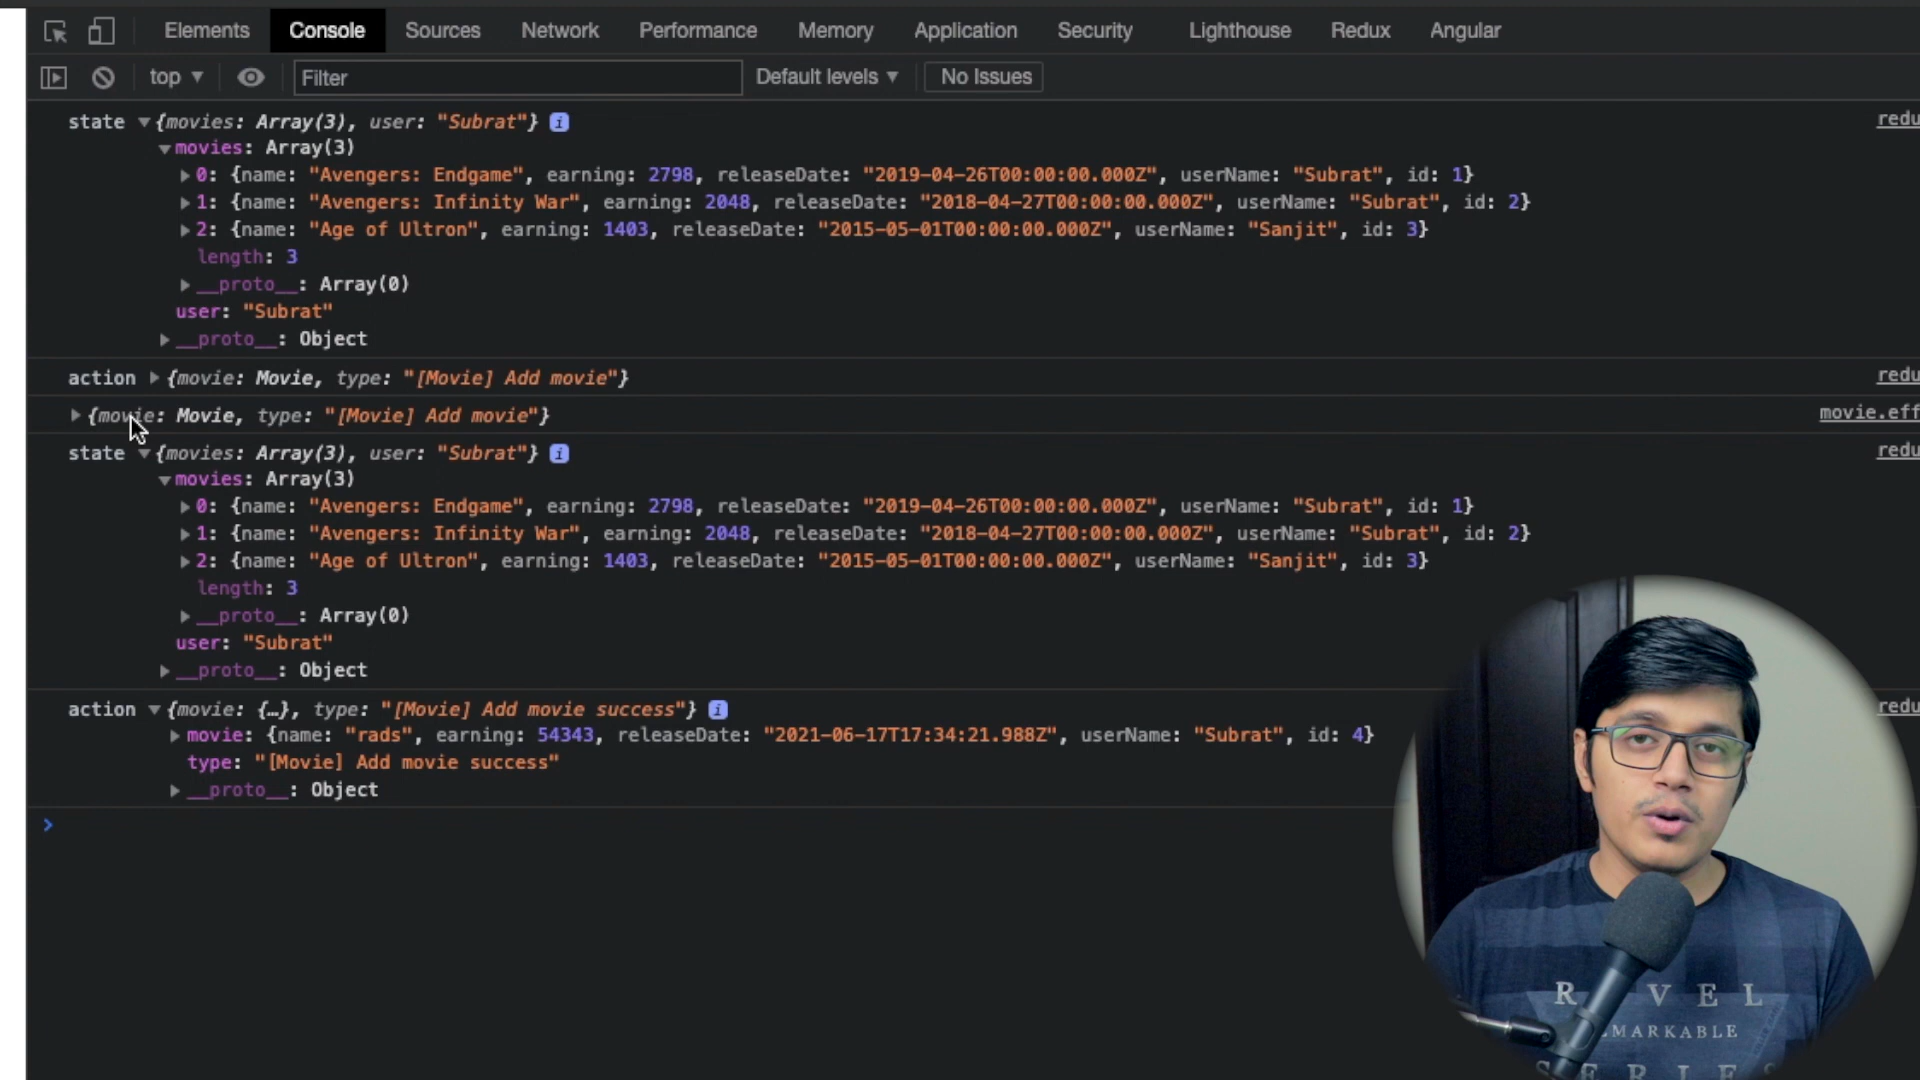 Elements Console Sources Network Performance Memory Application Security Lighthouse Redux Angular
top ▼ Filter Default levels ▼ No Issues
state ▼{movies: Array(3), user: "Subrat"} i redu
▼movies: Array(3)
▶0: {name: "Avengers: Endgame", earning: 2798, releaseDate: "2019-04-26T00:00:00.000Z", userName: "Subrat", id: 1}
▶1: {name: "Avengers: Infinity War", earning: 2048, releaseDate: "2018-04-27T00:00:00.000Z", userName: "Subrat", id: 2}
▶2: {name: "Age of Ultron", earning: 1403, releaseDate: "2015-05-01T00:00:00.000Z", userName: "Sanjit", id: 3}
length: 3
▶__proto__: Array(0)
user: "Subrat"
▶__proto__: Object
action ▶{movie: Movie, type: "[Movie] Add movie"} redu
▶{movie: Movie, type: "[Movie] Add movie"} movie.eff
state ▼{movies: Array(3), user: "Subrat"} i redu
▼movies: Array(3)
▶0: {name: "Avengers: Endgame", earning: 2798, releaseDate: "2019-04-26T00:00:00.000Z", userName: "Subrat", id: 1}
▶1: {name: "Avengers: Infinity War", earning: 2048, releaseDate: "2018-04-27T00:00:00.000Z", userName: "Subrat", id: 2}
▶2: {name: "Age of Ultron", earning: 1403, releaseDate: "2015-05-01T00:00:00.000Z", userName: "Sanjit", id: 3}
length: 3
▶__proto__: Array(0)
user: "Subrat"
▶__proto__: Object
action ▼{movie: {…}, type: "[Movie] Add movie success"} i redu
▶movie: {name: "rads", earning: 54343, releaseDate: "2021-06-17T17:34:21.988Z", userName: "Subrat", id: 4}
type: "[Movie] Add movie success"
▶__proto__: Object
>
R VEL
MARKABLE